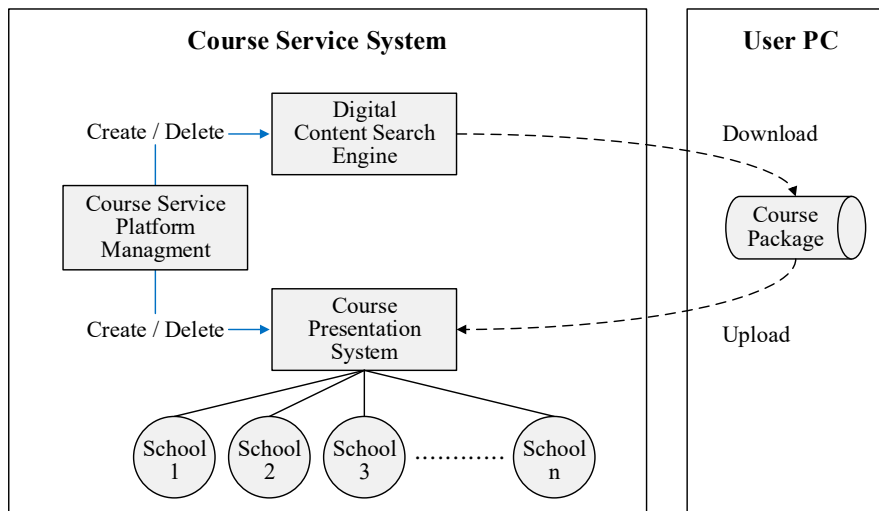 Course Service System
User PC
Digital
Content Search
Engine
Create / Delete
Download
Course Service
Platform
Managment
Course
Package
Create / Delete
Course
Presentation
System
Upload
School
1
School
2
School
3
............
School
n